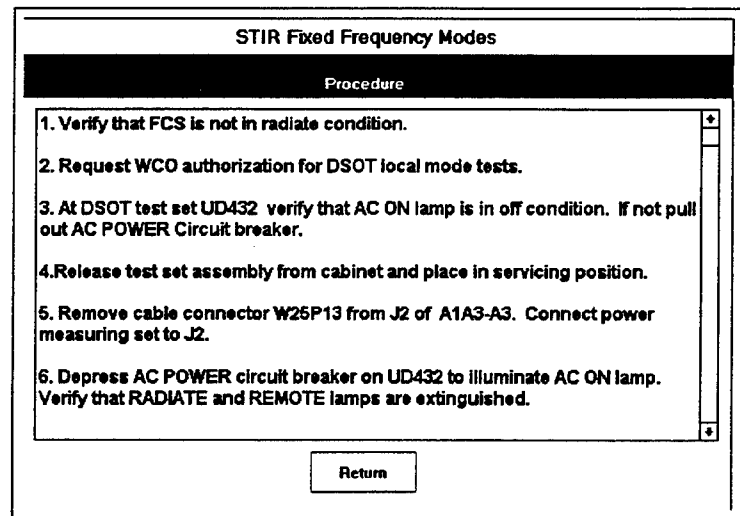 STIR Fixed Frequency Modes
Procedure
1. Verify that FCS is not in radiate condition.
2. Request WCO authorization for DSOT local mode tests.
3. At DSOT test set UD432 verify that AC ON lamp is in off condition. If not pull
out AC POWER Circuit breaker.
4.Release test set assembly from cabinet and place in servicing position.
5. Remove cable connector W25P13 from J2 of A1A3-A3. Connect power
measuring set to J2.
6. Depress AC POWER circuit breaker on UD432 to illuminate AC ON lamp.
Verify that RADIATE and REMOTE lamps are extinguished.
Return